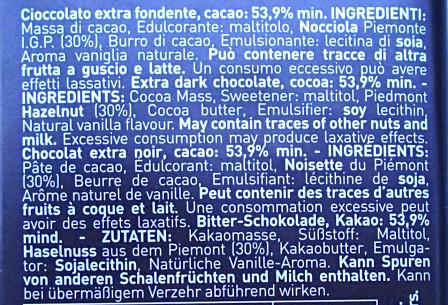 Cioccolato extra fondente, cacao: 53,9% min. INGREDIENTI:
Massa di cacao, Edulcorante: maltitolo, Nocciola Piemonte
I.G.P. (30%), Burro di cacao, Emulsionante: lecitina di soia,
Aroma vaniglia naturale. Può contenere tracce di altra
frutta a guscio e latte. Un consumo eccessivo può avere
effetti lassativi. Extra dark chocolate, cocoa: 53,9% min. -
INGREDIENTS: Cocoa Mass, Sweetener: maltitol, Piedmont
Hazelnut (30%), Cocoa butter, Emulsifier: soy lecithin,
Natural vanilla flavour. May contain traces of other nuts and
milk. Excessive consumption may produce laxative effects.
Chocolat extra noir, cacao: 53,9% min. - INGRÉDIENTS:
Pâte de cacao, Edulcorant: maltitol, Noisette du Piémont
(30%), Beurre de cacao, Emulsifiant: lécithine de soja,
Arôme naturel de vanille. Peut contenir des traces d'autres
fruits à coque et lait. Une consommation excessive peut
avoir des effets laxatifs. Bitter-Schokolade, Kakao: 53,9%
mind. - ZUTATEN: Kakaomasse, Süßstoff: Maltitol,
Haselnuss aus dem Piemont (30%), Kakaobutter, Emulga-
tor: Sojalecithin, Natürliche Vanille-Aroma. Kann Spuren
von anderen Schalenfrüchten und Milch enthalten. Kann
bei übermäßigem Verzehr abführend wirken.